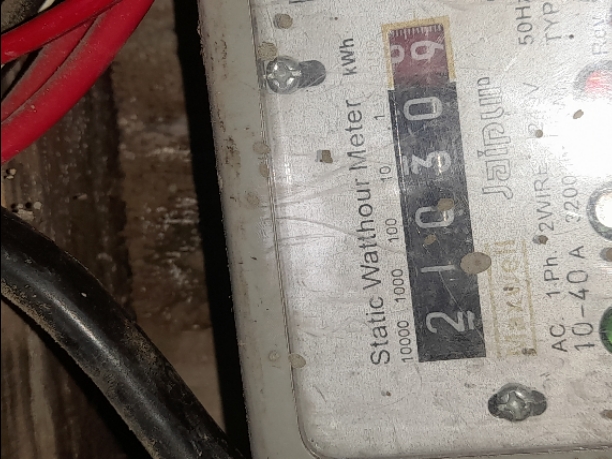 Static Watthour Meter kWh
10000 1000 100 10 1
2 1 0 3 0 9
Jaipur
AC. 1.Ph. 2WIRE
10-40 A 3200
50Hz